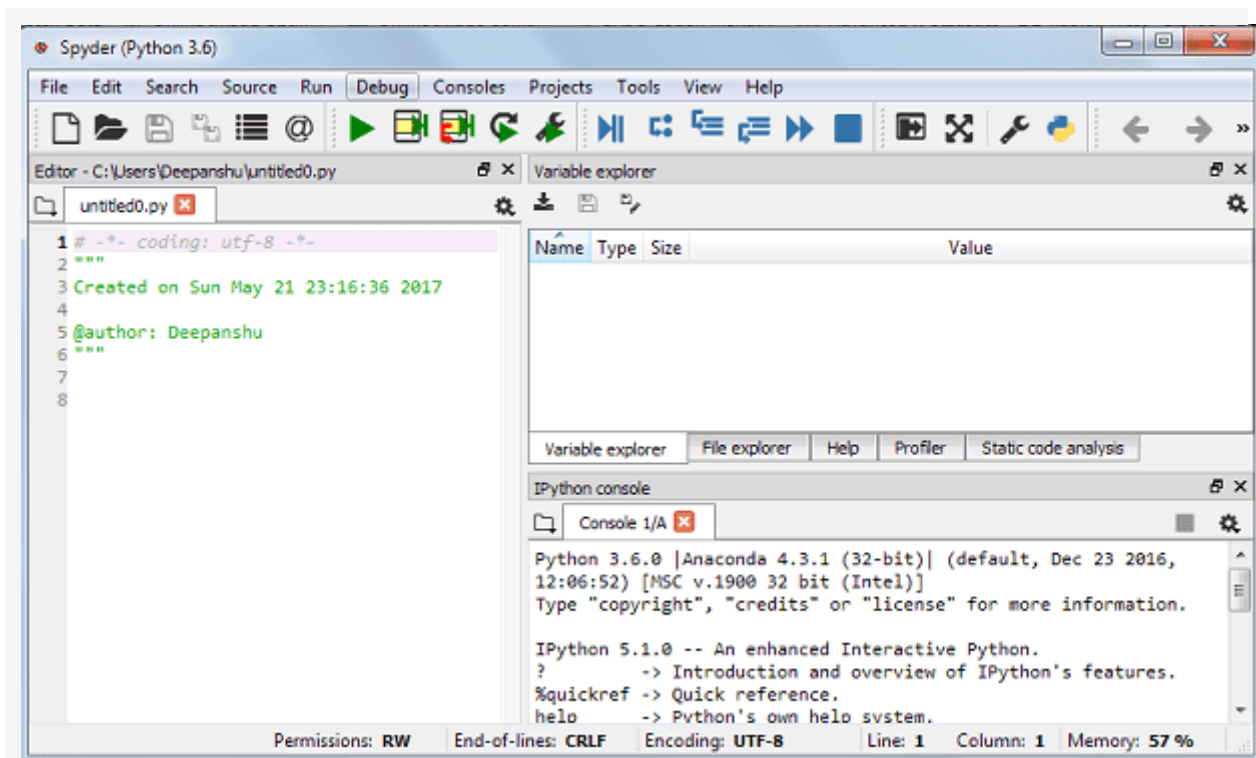 Spyder (Python 3.6)
File Edit Search Source Run Debug Consoles Projects Tools View Help
Editor - C:\Users\Deepanshu\untitled0.py
untitled0.py
1 # -*- coding: utf-8 -*-
2 """
3 Created on Sun May 21 23:16:36 2017
4
5 @author: Deepanshu
6 """
7
8
Variable explorer
Name Type Size Value
Variable explorer File explorer Help Profiler Static code analysis
IPython console
Console 1/A
Python 3.6.0 |Anaconda 4.3.1 (32-bit)| (default, Dec 23 2016,
12:06:52) [MSC v.1900 32 bit (Intel)]
Type "copyright", "credits" or "license" for more information.
IPython 5.1.0 -- An enhanced Interactive Python.
? -> Introduction and overview of IPython's features.
%quickref -> Quick reference.
help -> Python's own help system.
Permissions: RW End-of-lines: CRLF Encoding: UTF-8 Line: 1 Column: 1 Memory: 57 %